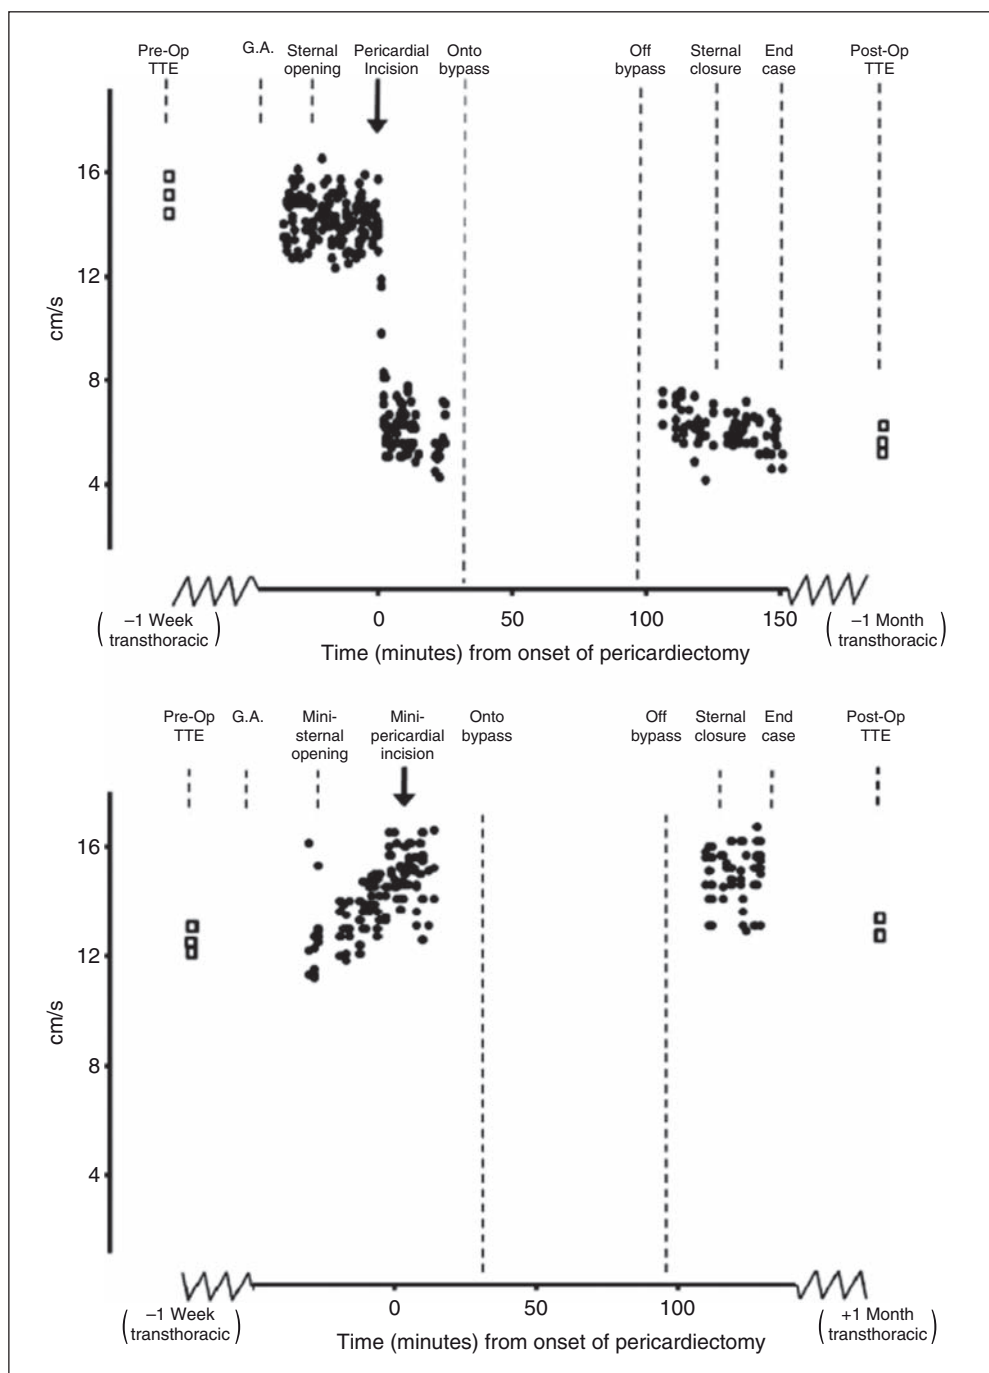 Pre-Op TTE
G.A.
Sternal opening
Pericardial Incision
Onto bypass
Off bypass
Sternal closure
End case
Post-Op TTE
16
12
8
4
cm/s
0 50 100 150
(–1 Week transthoracic)
(–1 Month transthoracic)
Time (minutes) from onset of pericardiectomy
Pre-Op TTE
G.A.
Mini-sternal opening
Mini-pericardial incision
Onto bypass
Off bypass
Sternal closure
End case
Post-Op TTE
16
12
8
4
cm/s
0 50 100
(–1 Week transthoracic)
(+1 Month transthoracic)
Time (minutes) from onset of pericardiectomy